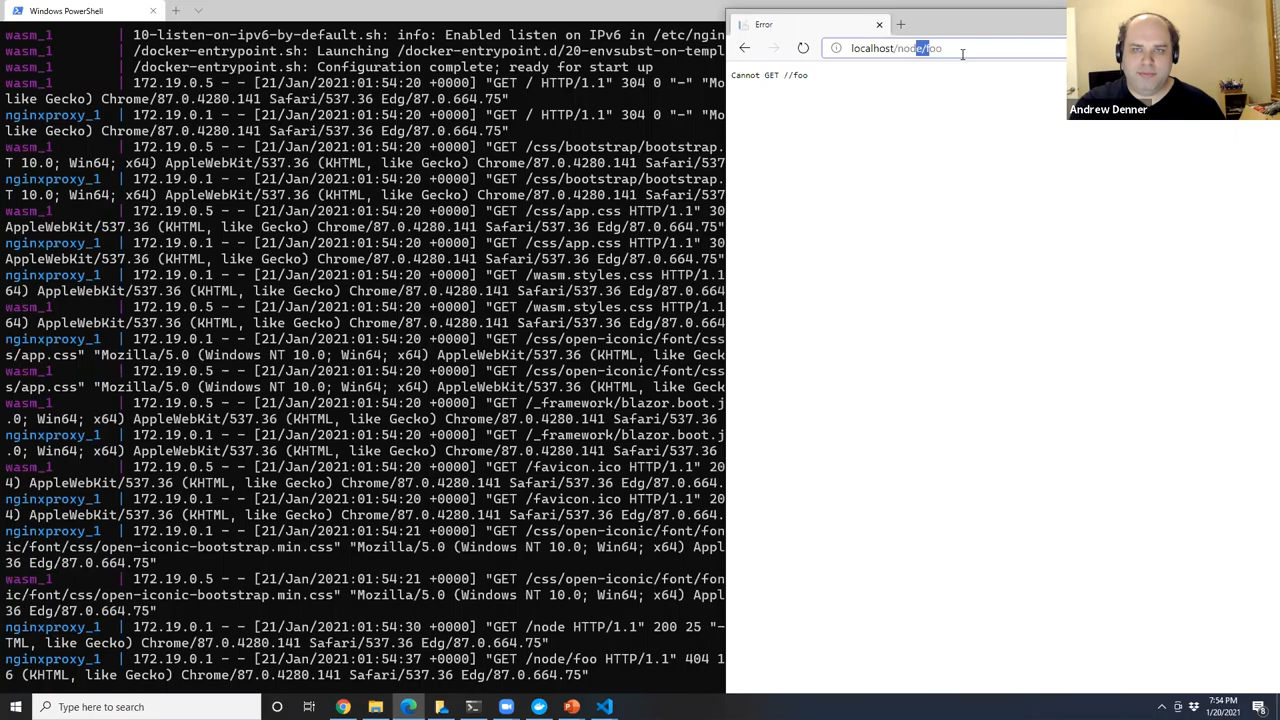 Windows PowerShell
wasm_1 | 10-listen-on-ipv6-by-default.sh: info: Enabled listen on IPv6 in /etc/ngin
wasm_1 | /docker-entrypoint.sh: Launching /docker-entrypoint.d/20-envsubst-on-templ
wasm_1 | /docker-entrypoint.sh: Configuration complete; ready for start up
wasm_1 | 172.19.0.5 - - [21/Jan/2021:01:54:20 +0000] "GET / HTTP/1.1" 304 0 "-" "Mo
like Gecko) Chrome/87.0.4280.141 Safari/537.36 Edg/87.0.664.75"
nginxproxy_1 | 172.19.0.1 - - [21/Jan/2021:01:54:20 +0000] "GET / HTTP/1.1" 304 0 "-" "Mo
like Gecko) Chrome/87.0.4280.141 Safari/537.36 Edg/87.0.664.75"
wasm_1 | 172.19.0.5 - - [21/Jan/2021:01:54:20 +0000] "GET /css/bootstrap/bootstrap.
T 10.0; Win64; x64) AppleWebKit/537.36 (KHTML, like Gecko) Chrome/87.0.4280.141 Safari/537
nginxproxy_1 | 172.19.0.1 - - [21/Jan/2021:01:54:20 +0000] "GET /css/bootstrap/bootstrap.
T 10.0; Win64; x64) AppleWebKit/537.36 (KHTML, like Gecko) Chrome/87.0.4280.141 Safari/537
wasm_1 | 172.19.0.5 - - [21/Jan/2021:01:54:20 +0000] "GET /css/app.css HTTP/1.1" 30
AppleWebKit/537.36 (KHTML, like Gecko) Chrome/87.0.4280.141 Safari/537.36 Edg/87.0.664.75"
nginxproxy_1 | 172.19.0.1 - - [21/Jan/2021:01:54:20 +0000] "GET /css/app.css HTTP/1.1" 30
AppleWebKit/537.36 (KHTML, like Gecko) Chrome/87.0.4280.141 Safari/537.36 Edg/87.0.664.75"
nginxproxy_1 | 172.19.0.1 - - [21/Jan/2021:01:54:20 +0000] "GET /wasm.styles.css HTTP/1.1
64) AppleWebKit/537.36 (KHTML, like Gecko) Chrome/87.0.4280.141 Safari/537.36 Edg/87.0.664
wasm_1 | 172.19.0.5 - - [21/Jan/2021:01:54:20 +0000] "GET /wasm.styles.css HTTP/1.1
64) AppleWebKit/537.36 (KHTML, like Gecko) Chrome/87.0.4280.141 Safari/537.36 Edg/87.0.664
nginxproxy_1 | 172.19.0.1 - - [21/Jan/2021:01:54:20 +0000] "GET /css/open-iconic/font/css
s/app.css" "Mozilla/5.0 (Windows NT 10.0; Win64; x64) AppleWebKit/537.36 (KHTML, like Geck
wasm_1 | 172.19.0.5 - - [21/Jan/2021:01:54:20 +0000] "GET /css/open-iconic/font/css
s/app.css" "Mozilla/5.0 (Windows NT 10.0; Win64; x64) AppleWebKit/537.36 (KHTML, like Geck
wasm_1 | 172.19.0.5 - - [21/Jan/2021:01:54:20 +0000] "GET /_framework/blazor.boot.j
.0; Win64; x64) AppleWebKit/537.36 (KHTML, like Gecko) Chrome/87.0.4280.141 Safari/537.36
nginxproxy_1 | 172.19.0.1 - - [21/Jan/2021:01:54:20 +0000] "GET /_framework/blazor.boot.j
.0; Win64; x64) AppleWebKit/537.36 (KHTML, like Gecko) Chrome/87.0.4280.141 Safari/537.36
wasm_1 | 172.19.0.5 - - [21/Jan/2021:01:54:20 +0000] "GET /favicon.ico HTTP/1.1" 20
4) AppleWebKit/537.36 (KHTML, like Gecko) Chrome/87.0.4280.141 Safari/537.36 Edg/87.0.664.
nginxproxy_1 | 172.19.0.1 - - [21/Jan/2021:01:54:20 +0000] "GET /favicon.ico HTTP/1.1" 20
4) AppleWebKit/537.36 (KHTML, like Gecko) Chrome/87.0.4280.141 Safari/537.36 Edg/87.0.664.
nginxproxy_1 | 172.19.0.1 - - [21/Jan/2021:01:54:21 +0000] "GET /css/open-iconic/font/fon
ic/font/css/open-iconic-bootstrap.min.css" "Mozilla/5.0 (Windows NT 10.0; Win64; x64) Appl
36 Edg/87.0.664.75"
wasm_1 | 172.19.0.5 - - [21/Jan/2021:01:54:21 +0000] "GET /css/open-iconic/font/fon
ic/font/css/open-iconic-bootstrap.min.css" "Mozilla/5.0 (Windows NT 10.0; Win64; x64) Appl
36 Edg/87.0.664.75"
nginxproxy_1 | 172.19.0.1 - - [21/Jan/2021:01:54:30 +0000] "GET /node HTTP/1.1" 200 25 "-
TML, like Gecko) Chrome/87.0.4280.141 Safari/537.36 Edg/87.0.664.75"
nginxproxy_1 | 172.19.0.1 - - [21/Jan/2021:01:54:37 +0000] "GET /node/foo HTTP/1.1" 404 1
6 (KHTML, like Gecko) Chrome/87.0.4280.141 Safari/537.36 Edg/87.0.664.75"
Error
localhost/node/foo
Cannot GET //foo
Andrew Denner
Type here to search
7:54 PM
1/20/2021
8